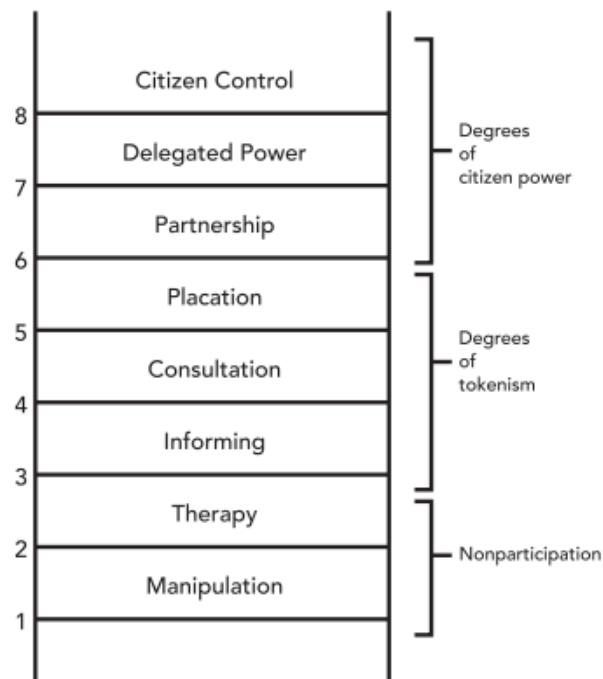 Citizen Control
8
Delegated Power
7
Partnership
6
Placation
5
Consultation
4
Informing
3
Therapy
2
Manipulation
1
Degrees
of
citizen power
Degrees
of
tokenism
Nonparticipation